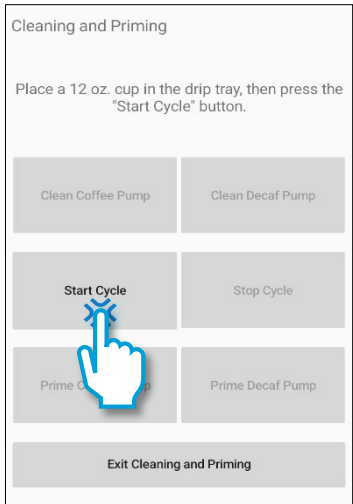 Cleaning and Priming
Place a 12 oz. cup in the drip tray, then press the
"Start Cycle" button.
Clean Coffee Pump Clean Decaf Pump
Start Cycle Stop Cycle
Prime Prime Decaf Pump
Exit Cleaning and Priming